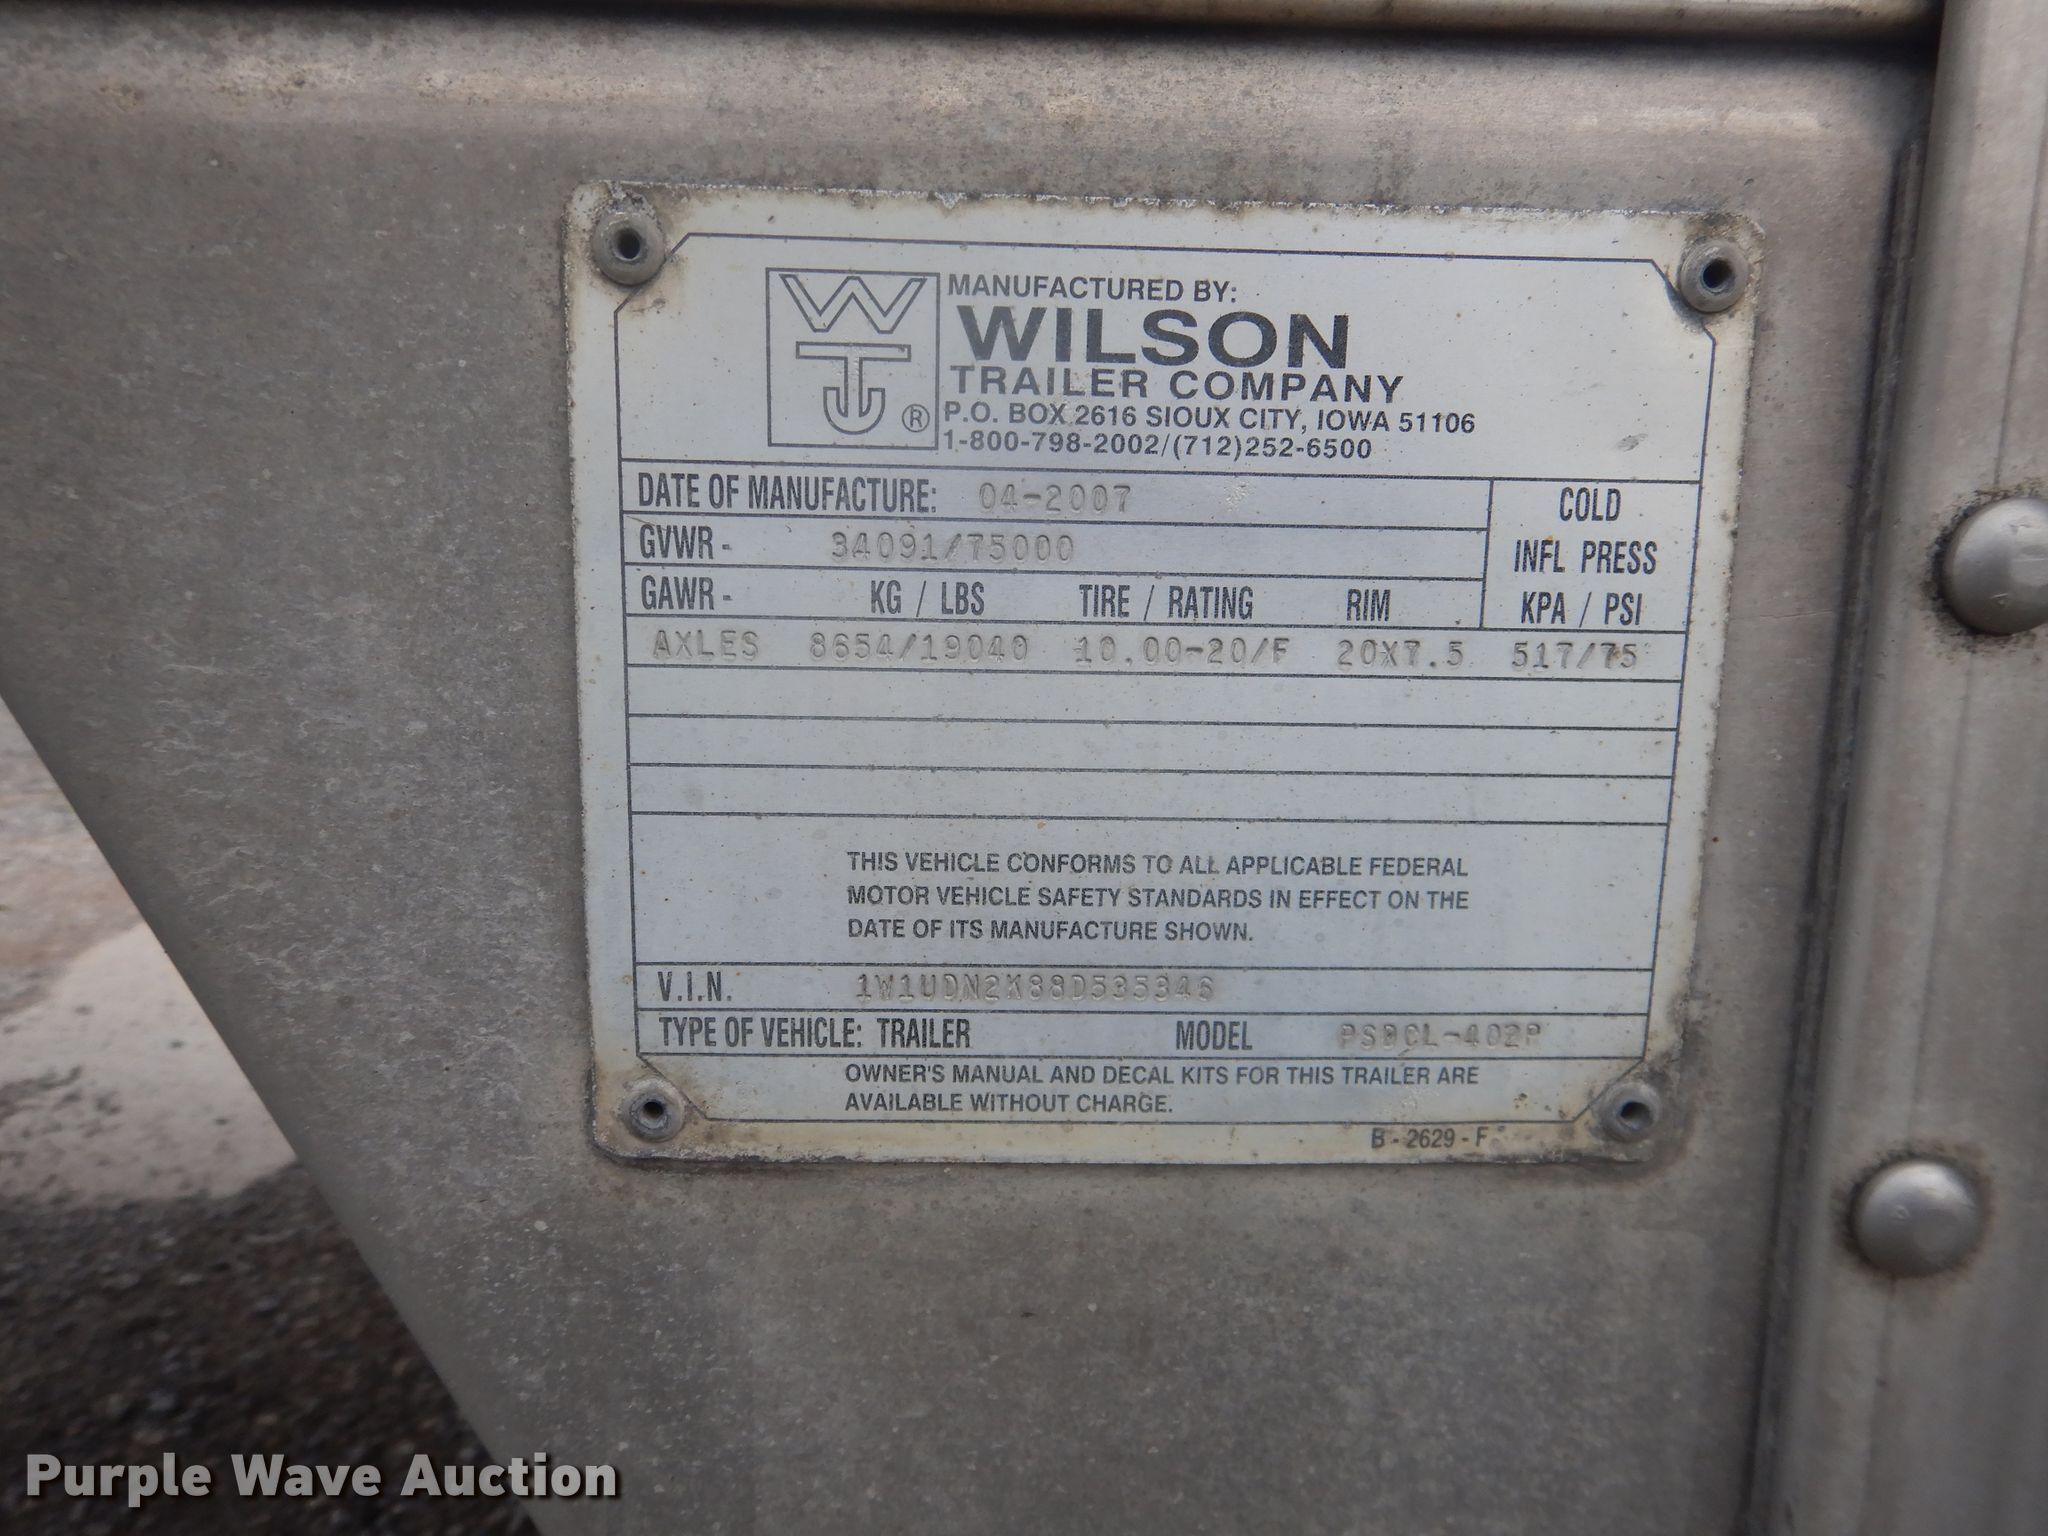 MANUFACTURED BY:
WILSON
TRAILER COMPANY
P.O. BOX 2616 SIOUX CITY, IOWA 51106
1-800-798-2002/(712)252-6500
WTJ ®
DATE OF MANUFACTURE: 04-2007
GVWR - 34091/75000
COLD
INFL PRESS
KPA / PSI
GAWR - KG / LBS TIRE / RATING RIM
AXLES 8654/19040 10.00-20/F 20X7.5 517/75
THIS VEHICLE CONFORMS TO ALL APPLICABLE FEDERAL
MOTOR VEHICLE SAFETY STANDARDS IN EFFECT ON THE
DATE OF ITS MANUFACTURE SHOWN.
V.I.N. 1W1UDN2K88D535346
TYPE OF VEHICLE: TRAILER MODEL PSDCL-402P
OWNER'S MANUAL AND DECAL KITS FOR THIS TRAILER ARE
AVAILABLE WITHOUT CHARGE.
B - 2629 - F
Purple Wave Auction